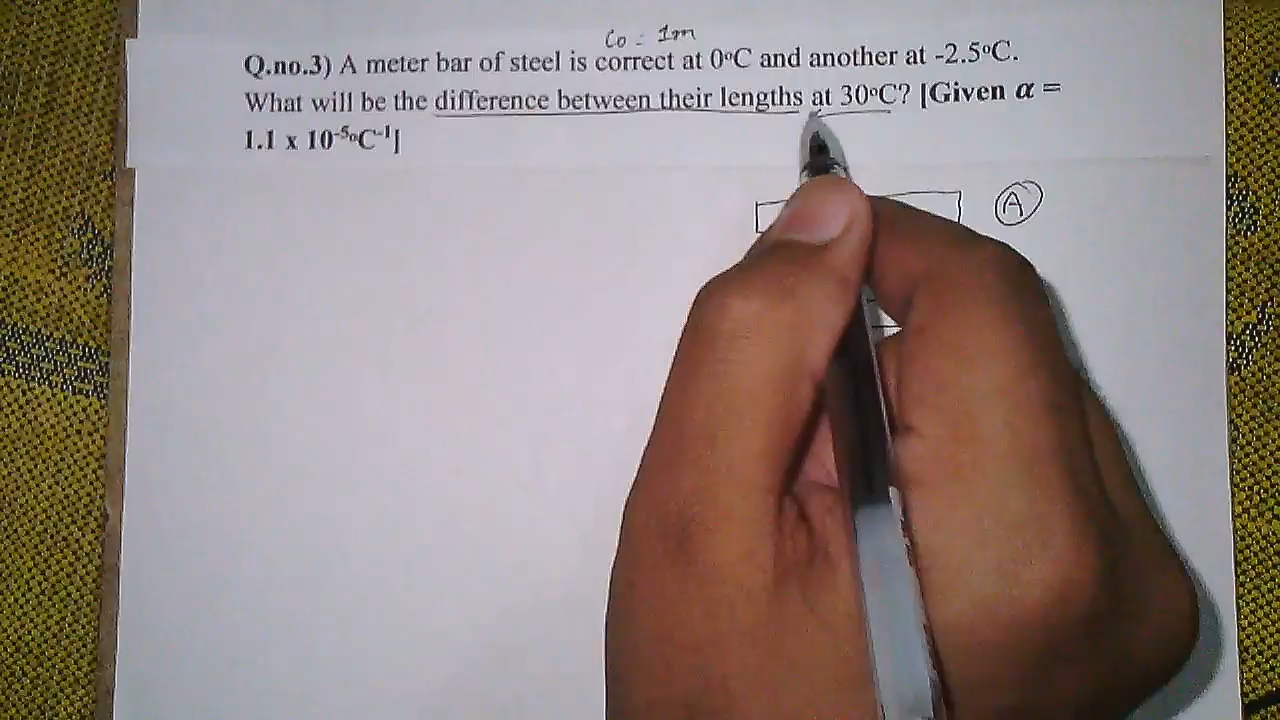 lo = 1m
Q.no.3) A meter bar of steel is correct at 0°C and another at -2.5°C.
What will be the difference between their lengths at 30°C? [Given α =
1.1 x 10⁻⁵°C⁻¹]
A